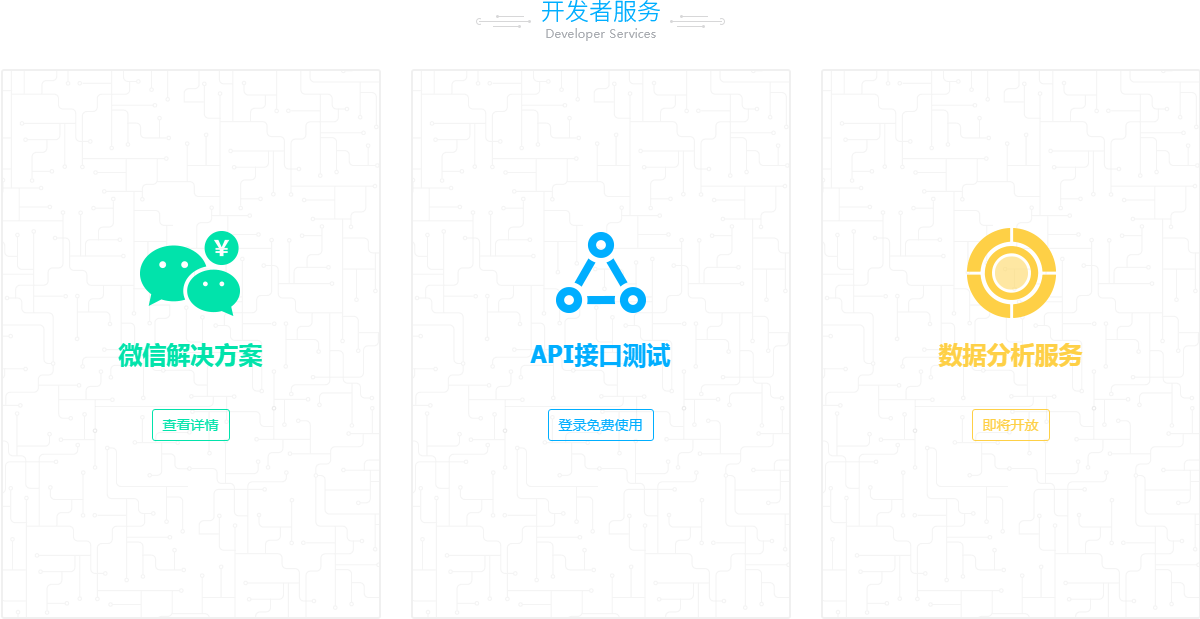 开发者服务
Developer Services
¥
微信解决方案
查看详情
API接口测试
登录免费使用
数据分析服务
即将开放